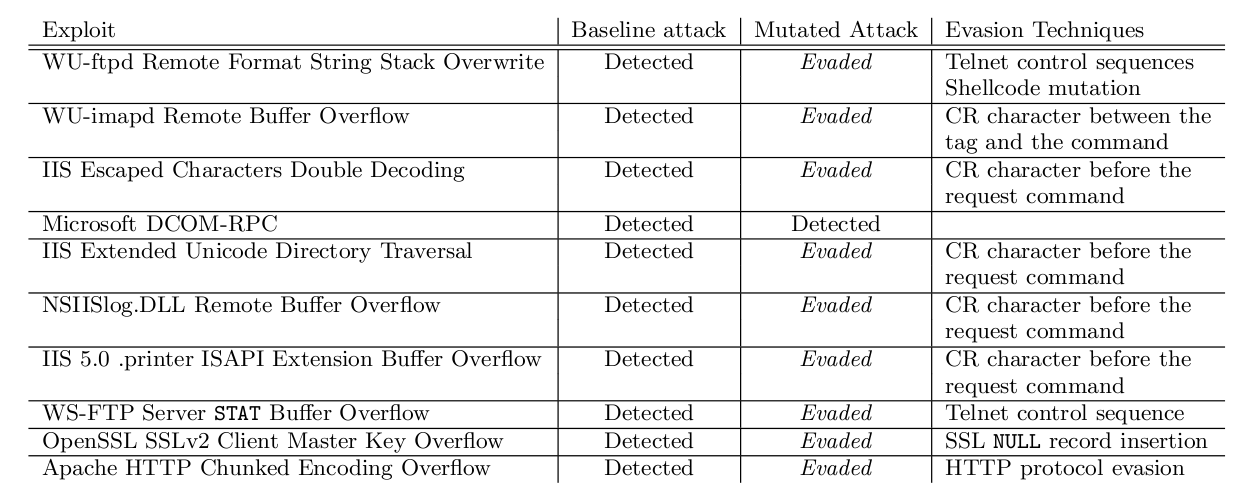 Exploit Baseline attack Mutated Attack Evasion Techniques
WU-ftpd Remote Format String Stack Overwrite Detected Evaded Telnet control sequences
Shellcode mutation
WU-imapd Remote Buffer Overflow Detected Evaded CR character between the
tag and the command
IIS Escaped Characters Double Decoding Detected Evaded CR character before the
request command
Microsoft DCOM-RPC Detected Detected
IIS Extended Unicode Directory Traversal Detected Evaded CR character before the
request command
NSIISlog.DLL Remote Buffer Overflow Detected Evaded CR character before the
request command
IIS 5.0 .printer ISAPI Extension Buffer Overflow Detected Evaded CR character before the
request command
WS-FTP Server STAT Buffer Overflow Detected Evaded Telnet control sequence
OpenSSL SSLv2 Client Master Key Overflow Detected Evaded SSL NULL record insertion
Apache HTTP Chunked Encoding Overflow Detected Evaded HTTP protocol evasion